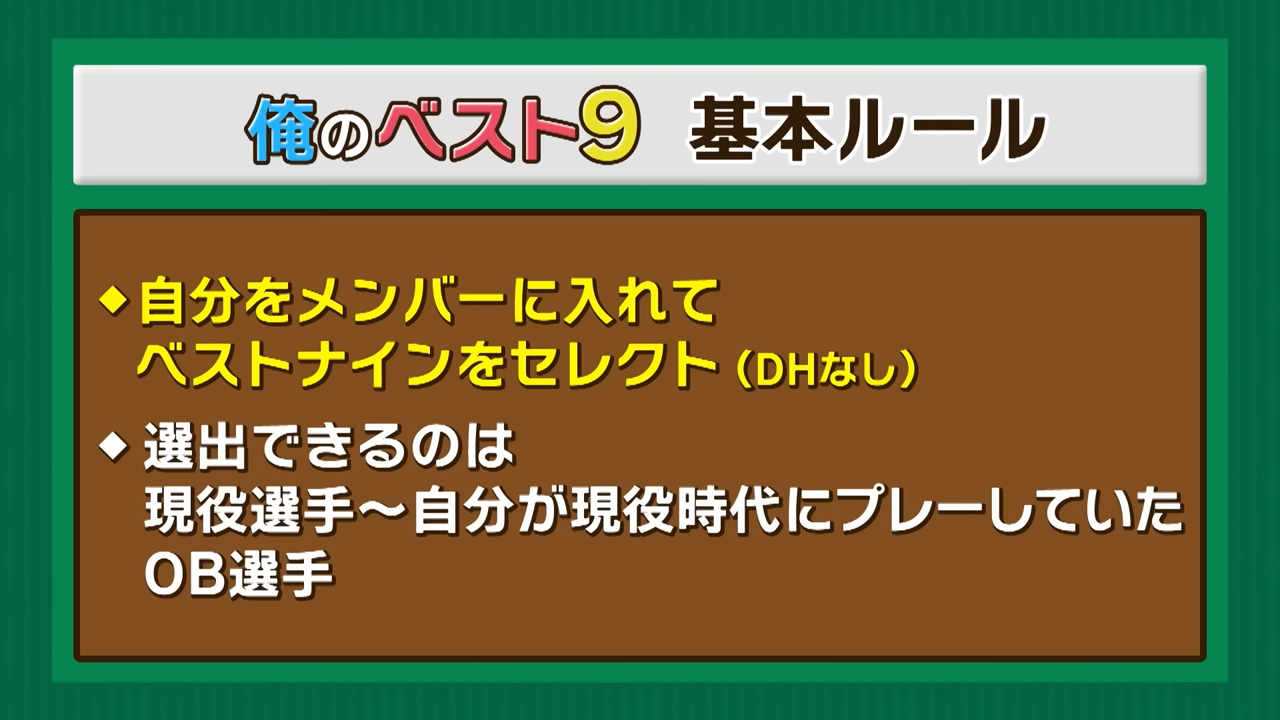 俺のベスト9 基本ルール
◆自分をメンバーに入れて
ベストナインをセレクト（DHなし）
◆選出できるのは
現役選手～自分が現役時代にプレーしていた
OB選手